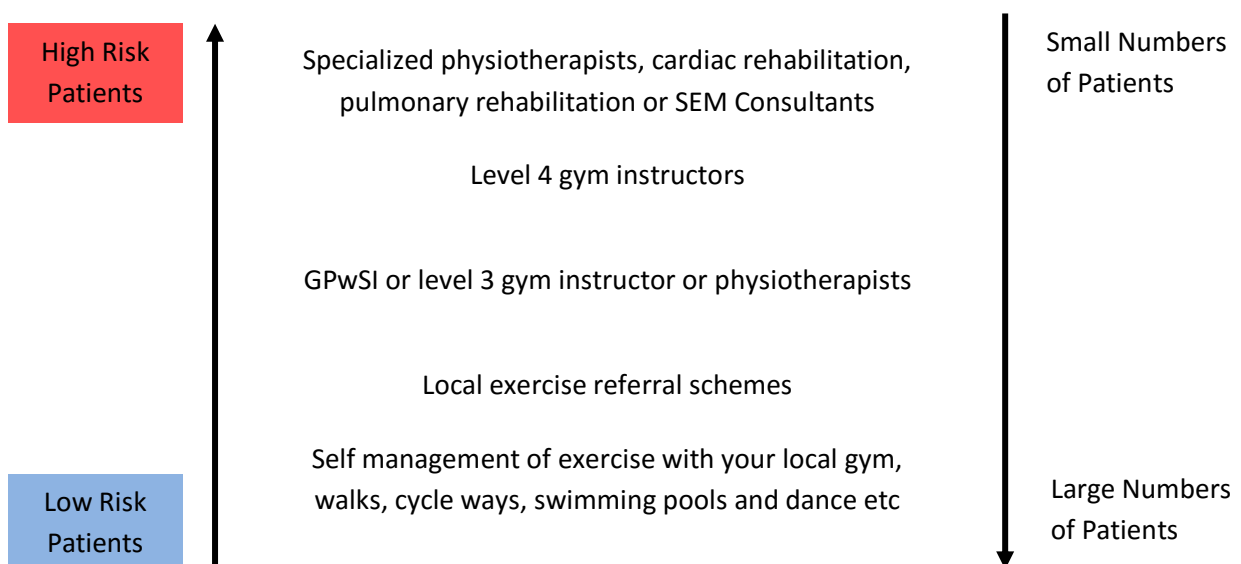 High Risk
Patients
Specialized physiotherapists, cardiac rehabilitation,
pulmonary rehabilitation or SEM Consultants
Small Numbers
of Patients
Level 4 gym instructors
GPwSI or level 3 gym instructor or physiotherapists
Local exercise referral schemes
Self management of exercise with your local gym,
walks, cycle ways, swimming pools and dance etc
Low Risk
Patients
Large Numbers
of Patients